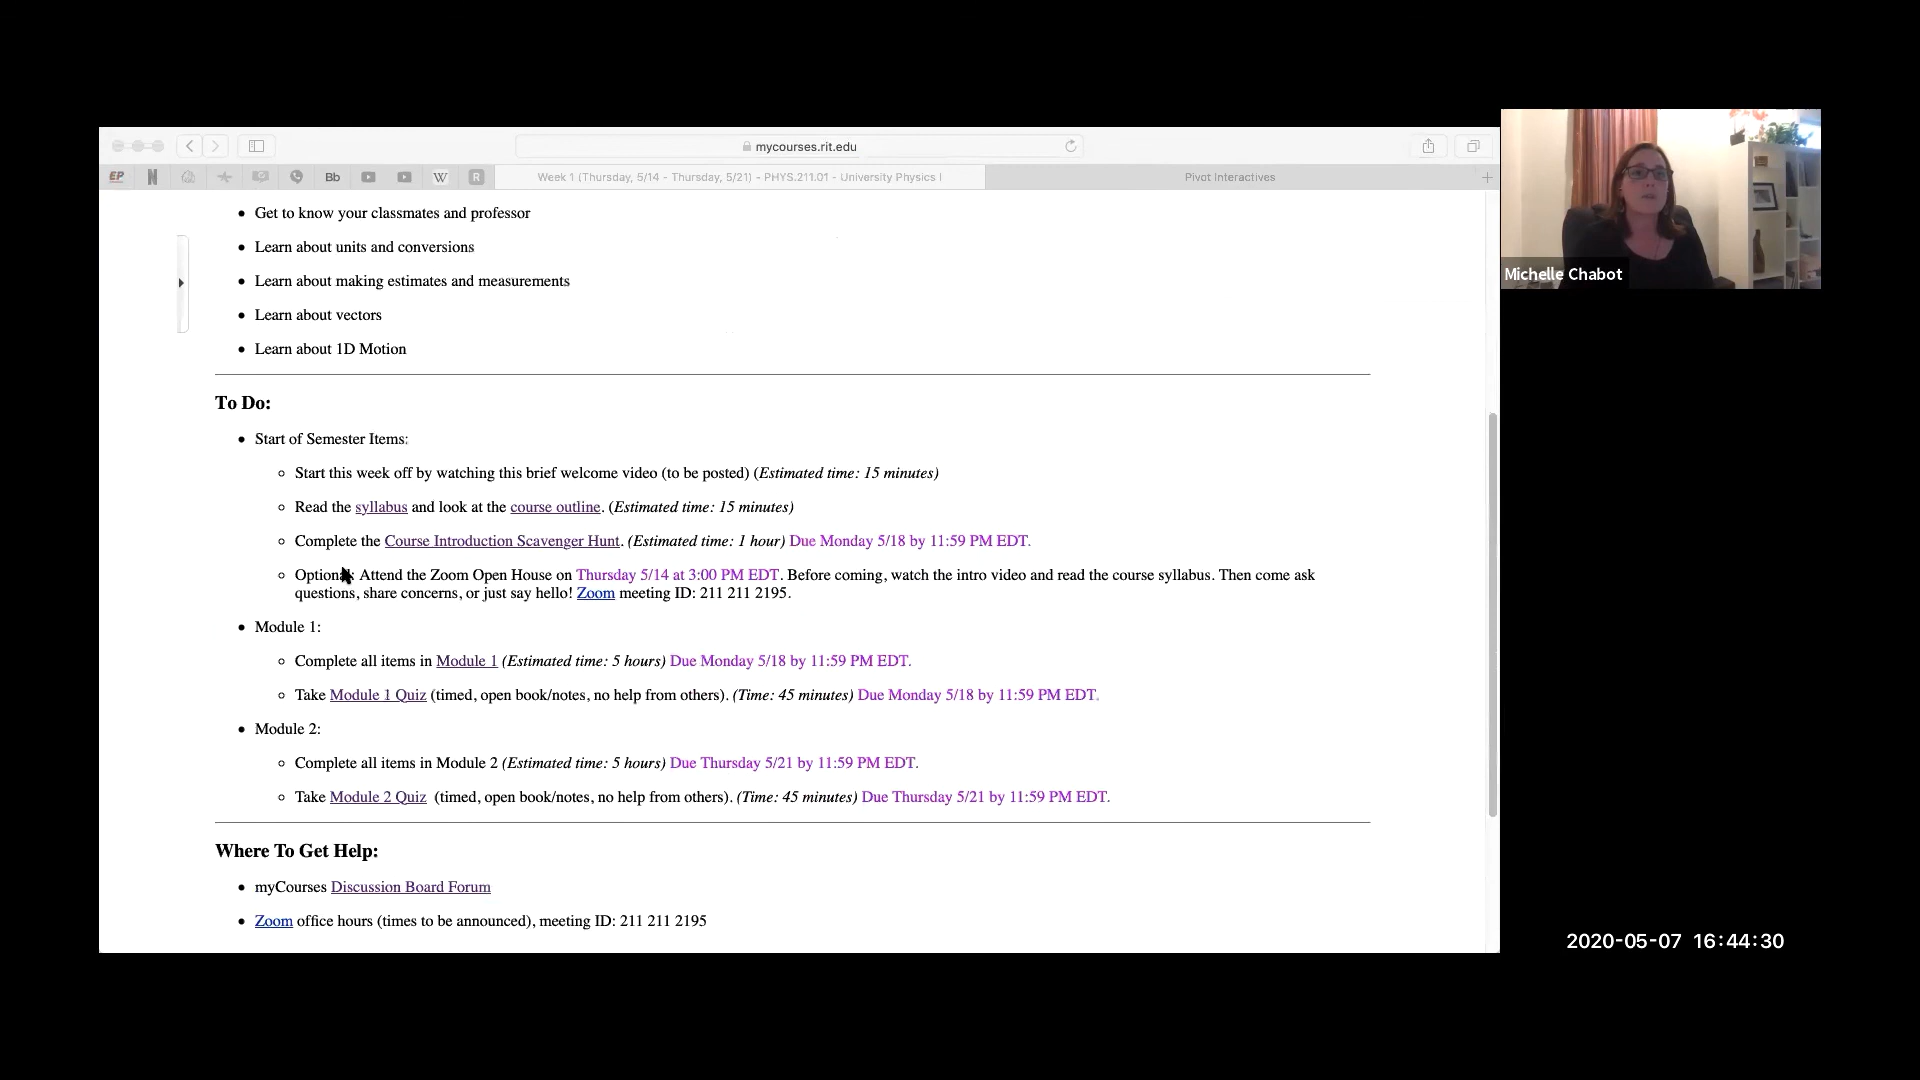 mycourses.rit.edu
EP
N
Bb
W
R
Week 1 (Thursday, 5/14 - Thursday, 5/21) - PHYS.211.01 - University Physics I
Pivot Interactives
• Get to know your classmates and professor
• Learn about units and conversions
• Learn about making estimates and measurements
• Learn about vectors
• Learn about 1D Motion
To Do:
• Start of Semester Items:
◦ Start this week off by watching this brief welcome video (to be posted) (Estimated time: 15 minutes)
◦ Read the syllabus and look at the course outline. (Estimated time: 15 minutes)
◦ Complete the Course Introduction Scavenger Hunt. (Estimated time: 1 hour) Due Monday 5/18 by 11:59 PM EDT.
◦ Optional: Attend the Zoom Open House on Thursday 5/14 at 3:00 PM EDT. Before coming, watch the intro video and read the course syllabus. Then come ask
questions, share concerns, or just say hello! Zoom meeting ID: 211 211 2195.
• Module 1:
◦ Complete all items in Module 1 (Estimated time: 5 hours) Due Monday 5/18 by 11:59 PM EDT.
◦ Take Module 1 Quiz (timed, open book/notes, no help from others). (Time: 45 minutes) Due Monday 5/18 by 11:59 PM EDT.
• Module 2:
◦ Complete all items in Module 2 (Estimated time: 5 hours) Due Thursday 5/21 by 11:59 PM EDT.
◦ Take Module 2 Quiz (timed, open book/notes, no help from others). (Time: 45 minutes) Due Thursday 5/21 by 11:59 PM EDT.
Where To Get Help:
• myCourses Discussion Board Forum
• Zoom office hours (times to be announced), meeting ID: 211 211 2195
Michelle Chabot
2020-05-07 16:44:30